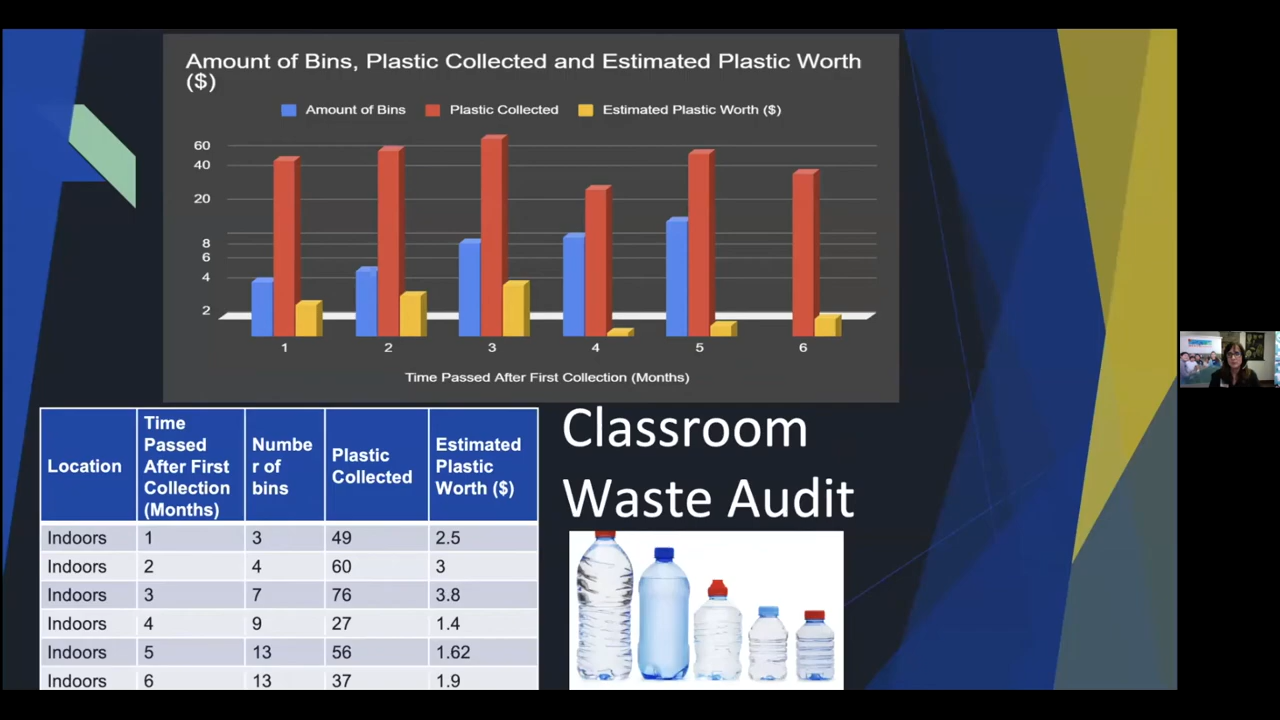 Amount of Bins, Plastic Collected and Estimated Plastic Worth
($)
Amount of Bins Plastic Collected Estimated Plastic Worth ($)
60
40
20
8
6
4
2
1 2 3 4 5 6
Time Passed After First Collection (Months)
Location
Time
Passed
After First
Collection
(Months)
Numbe
r of
bins
Plastic
Collected
Estimated
Plastic
Worth ($)
Indoors 1 3 49 2.5
Indoors 2 4 60 3
Indoors 3 7 76 3.8
Indoors 4 9 27 1.4
Indoors 5 13 56 1.62
Indoors 6 13 37 1.9
Classroom
Waste Audit